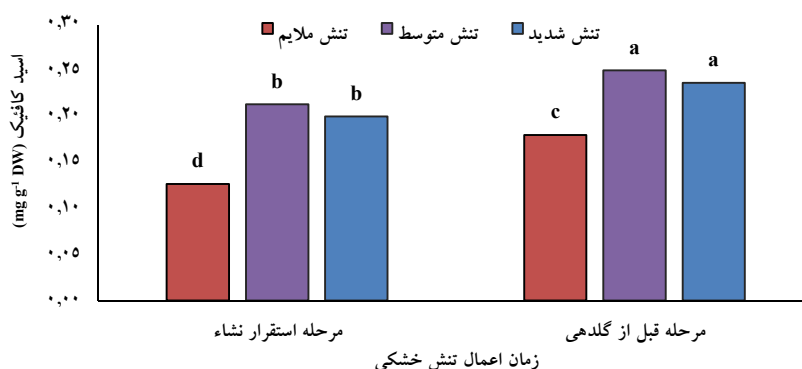 اسید کافئیک (mg g⁻¹ DW)
۰,۳۰
۰,۲۵
۰,۲۰
۰,۱۵
۰,۱۰
۰,۰۵
۰,۰۰
تنش ملایم تنش متوسط تنش شدید
d b b c a a
مرحله استقرار نشاء مرحله قبل از گلدهی
زمان اعمال تنش خشکی